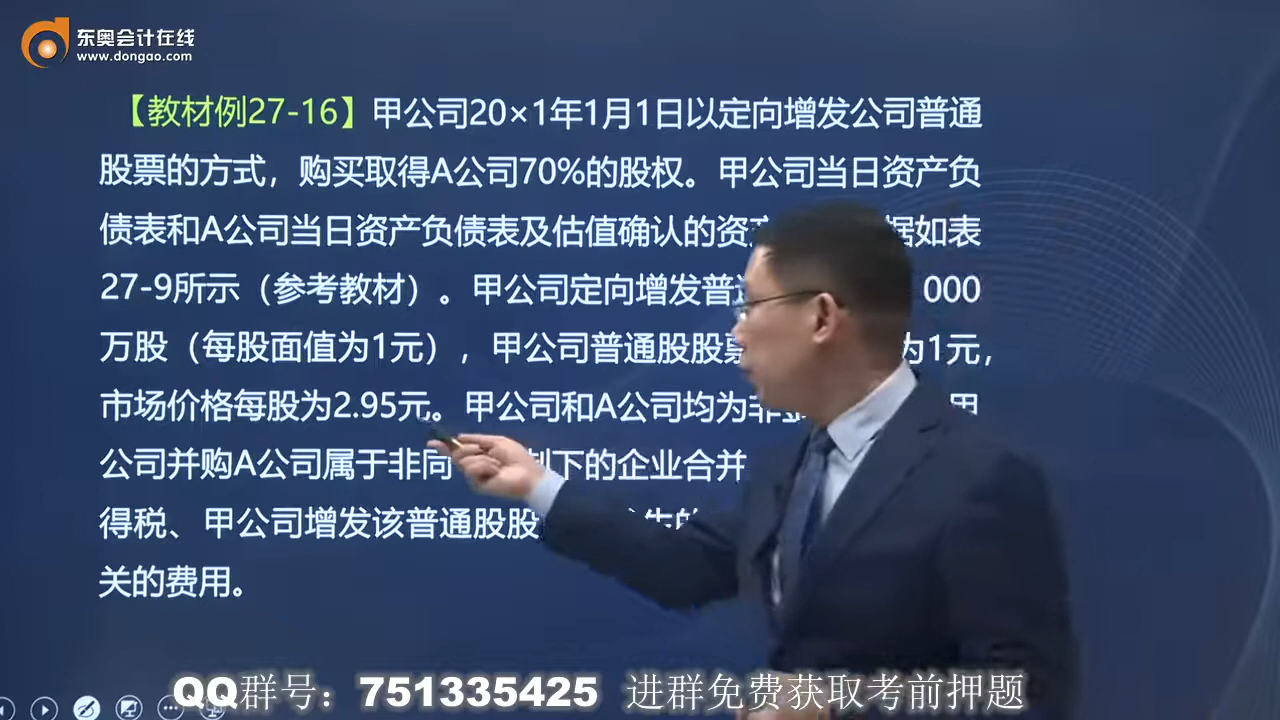 东奥会计在线
www.dongao.com
【教材例27-16】甲公司20×1年1月1日以定向增发公司普通
股票的方式，购买取得A公司70%的股权。甲公司当日资产负
债表和A公司当日资产负债表及估值确认的资 据如表
27-9所示（参考教材）。甲公司定向增发普 000
万股（每股面值为1元），甲公司普通股股票 为1元，
市场价格每股为2.95元。甲公司和A公司均为非 甲
公司并购A公司属于非同 下的企业合并
得税、甲公司增发该普通股股
关的费用。
QQ群号：751335425 进群免费获取考前押题